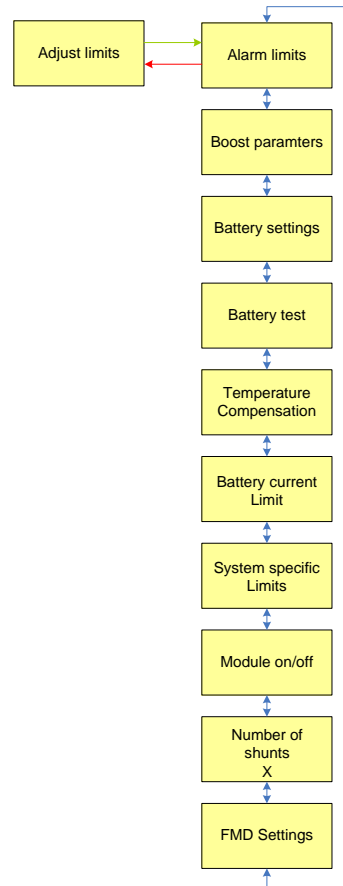 Adjust limits
Alarm limits
Boost paramters
Battery settings
Battery test
Temperature
Compensation
Battery current
Limit
System specific
Limits
Module on/off
Number of
shunts
X
FMD Settings